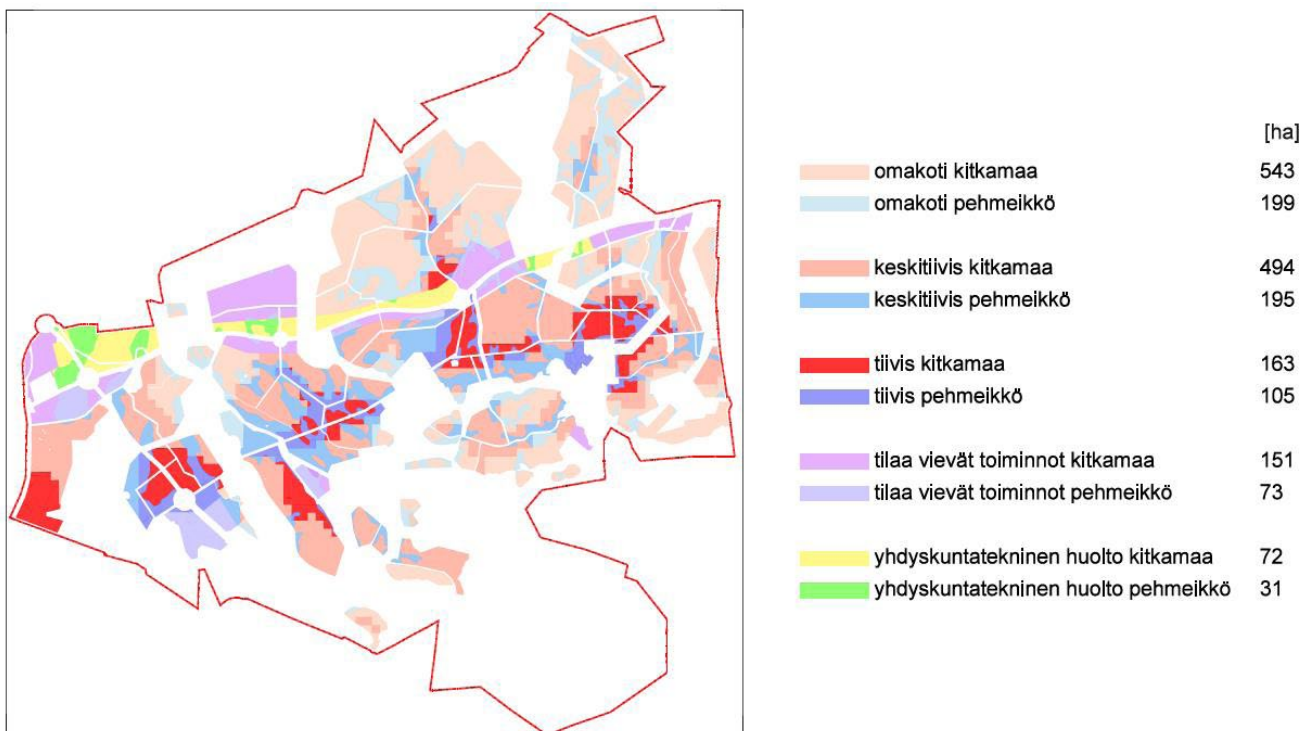 [ha]
omakoti kitkamaa 543
omakoti pehmeikkö 199
keskitiivis kitkamaa 494
keskitiivis pehmeikkö 195
tiivis kitkamaa 163
tiivis pehmeikkö 105
tilaa vievät toiminnot kitkamaa 151
tilaa vievät toiminnot pehmeikkö 73
yhdyskuntatekninen huolto kitkamaa 72
yhdyskuntatekninen huolto pehmeikkö 31